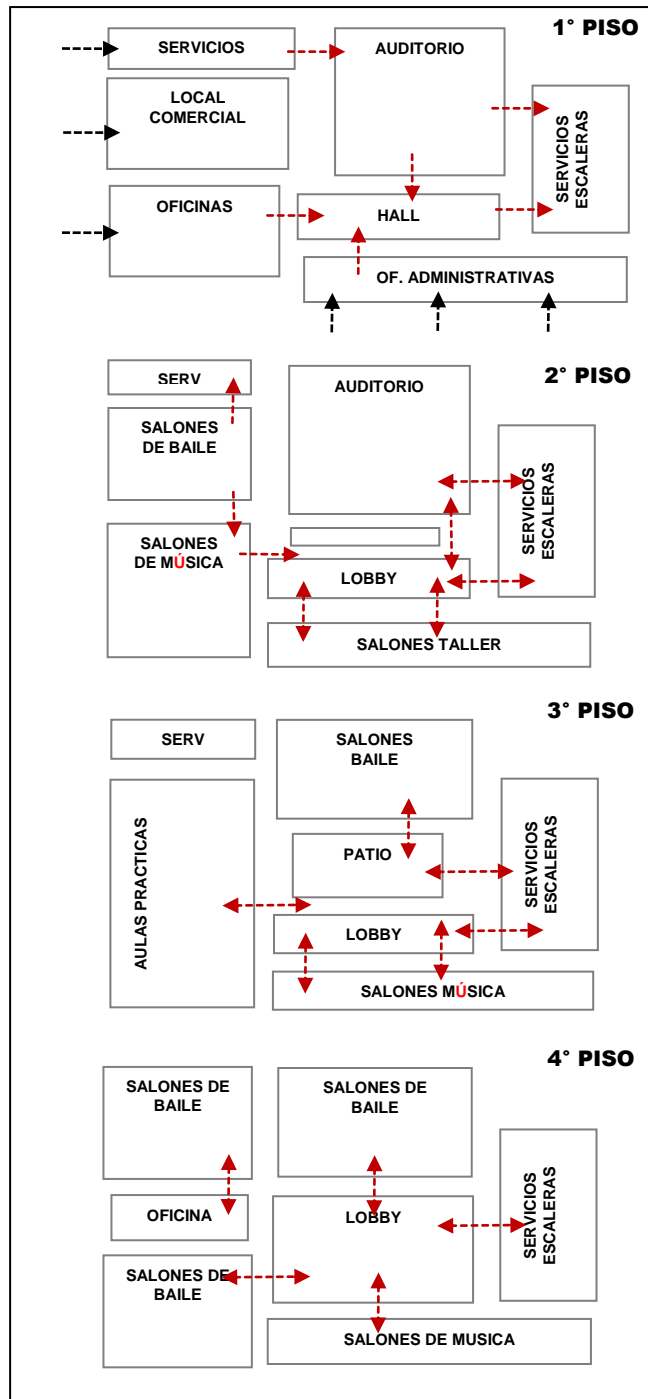 1° PISO
SERVICIOS
AUDITORIO
LOCAL
COMERCIAL
SERVICIOS
ESCALERAS
OFICINAS
HALL
OF. ADMINISTRATIVAS
2° PISO
SERV
AUDITORIO
SALONES
DE BAILE
SERVICIOS
ESCALERAS
SALONES
DE MÚSICA
LOBBY
SALONES TALLER
3° PISO
SERV
SALONES
BAILE
AULAS PRACTICAS
PATIO
SERVICIOS
ESCALERAS
LOBBY
SALONES MÚSICA
4° PISO
SALONES DE
BAILE
SALONES DE
BAILE
SERVICIOS
ESCALERAS
OFICINA
LOBBY
SALONES DE
BAILE
SALONES DE MUSICA